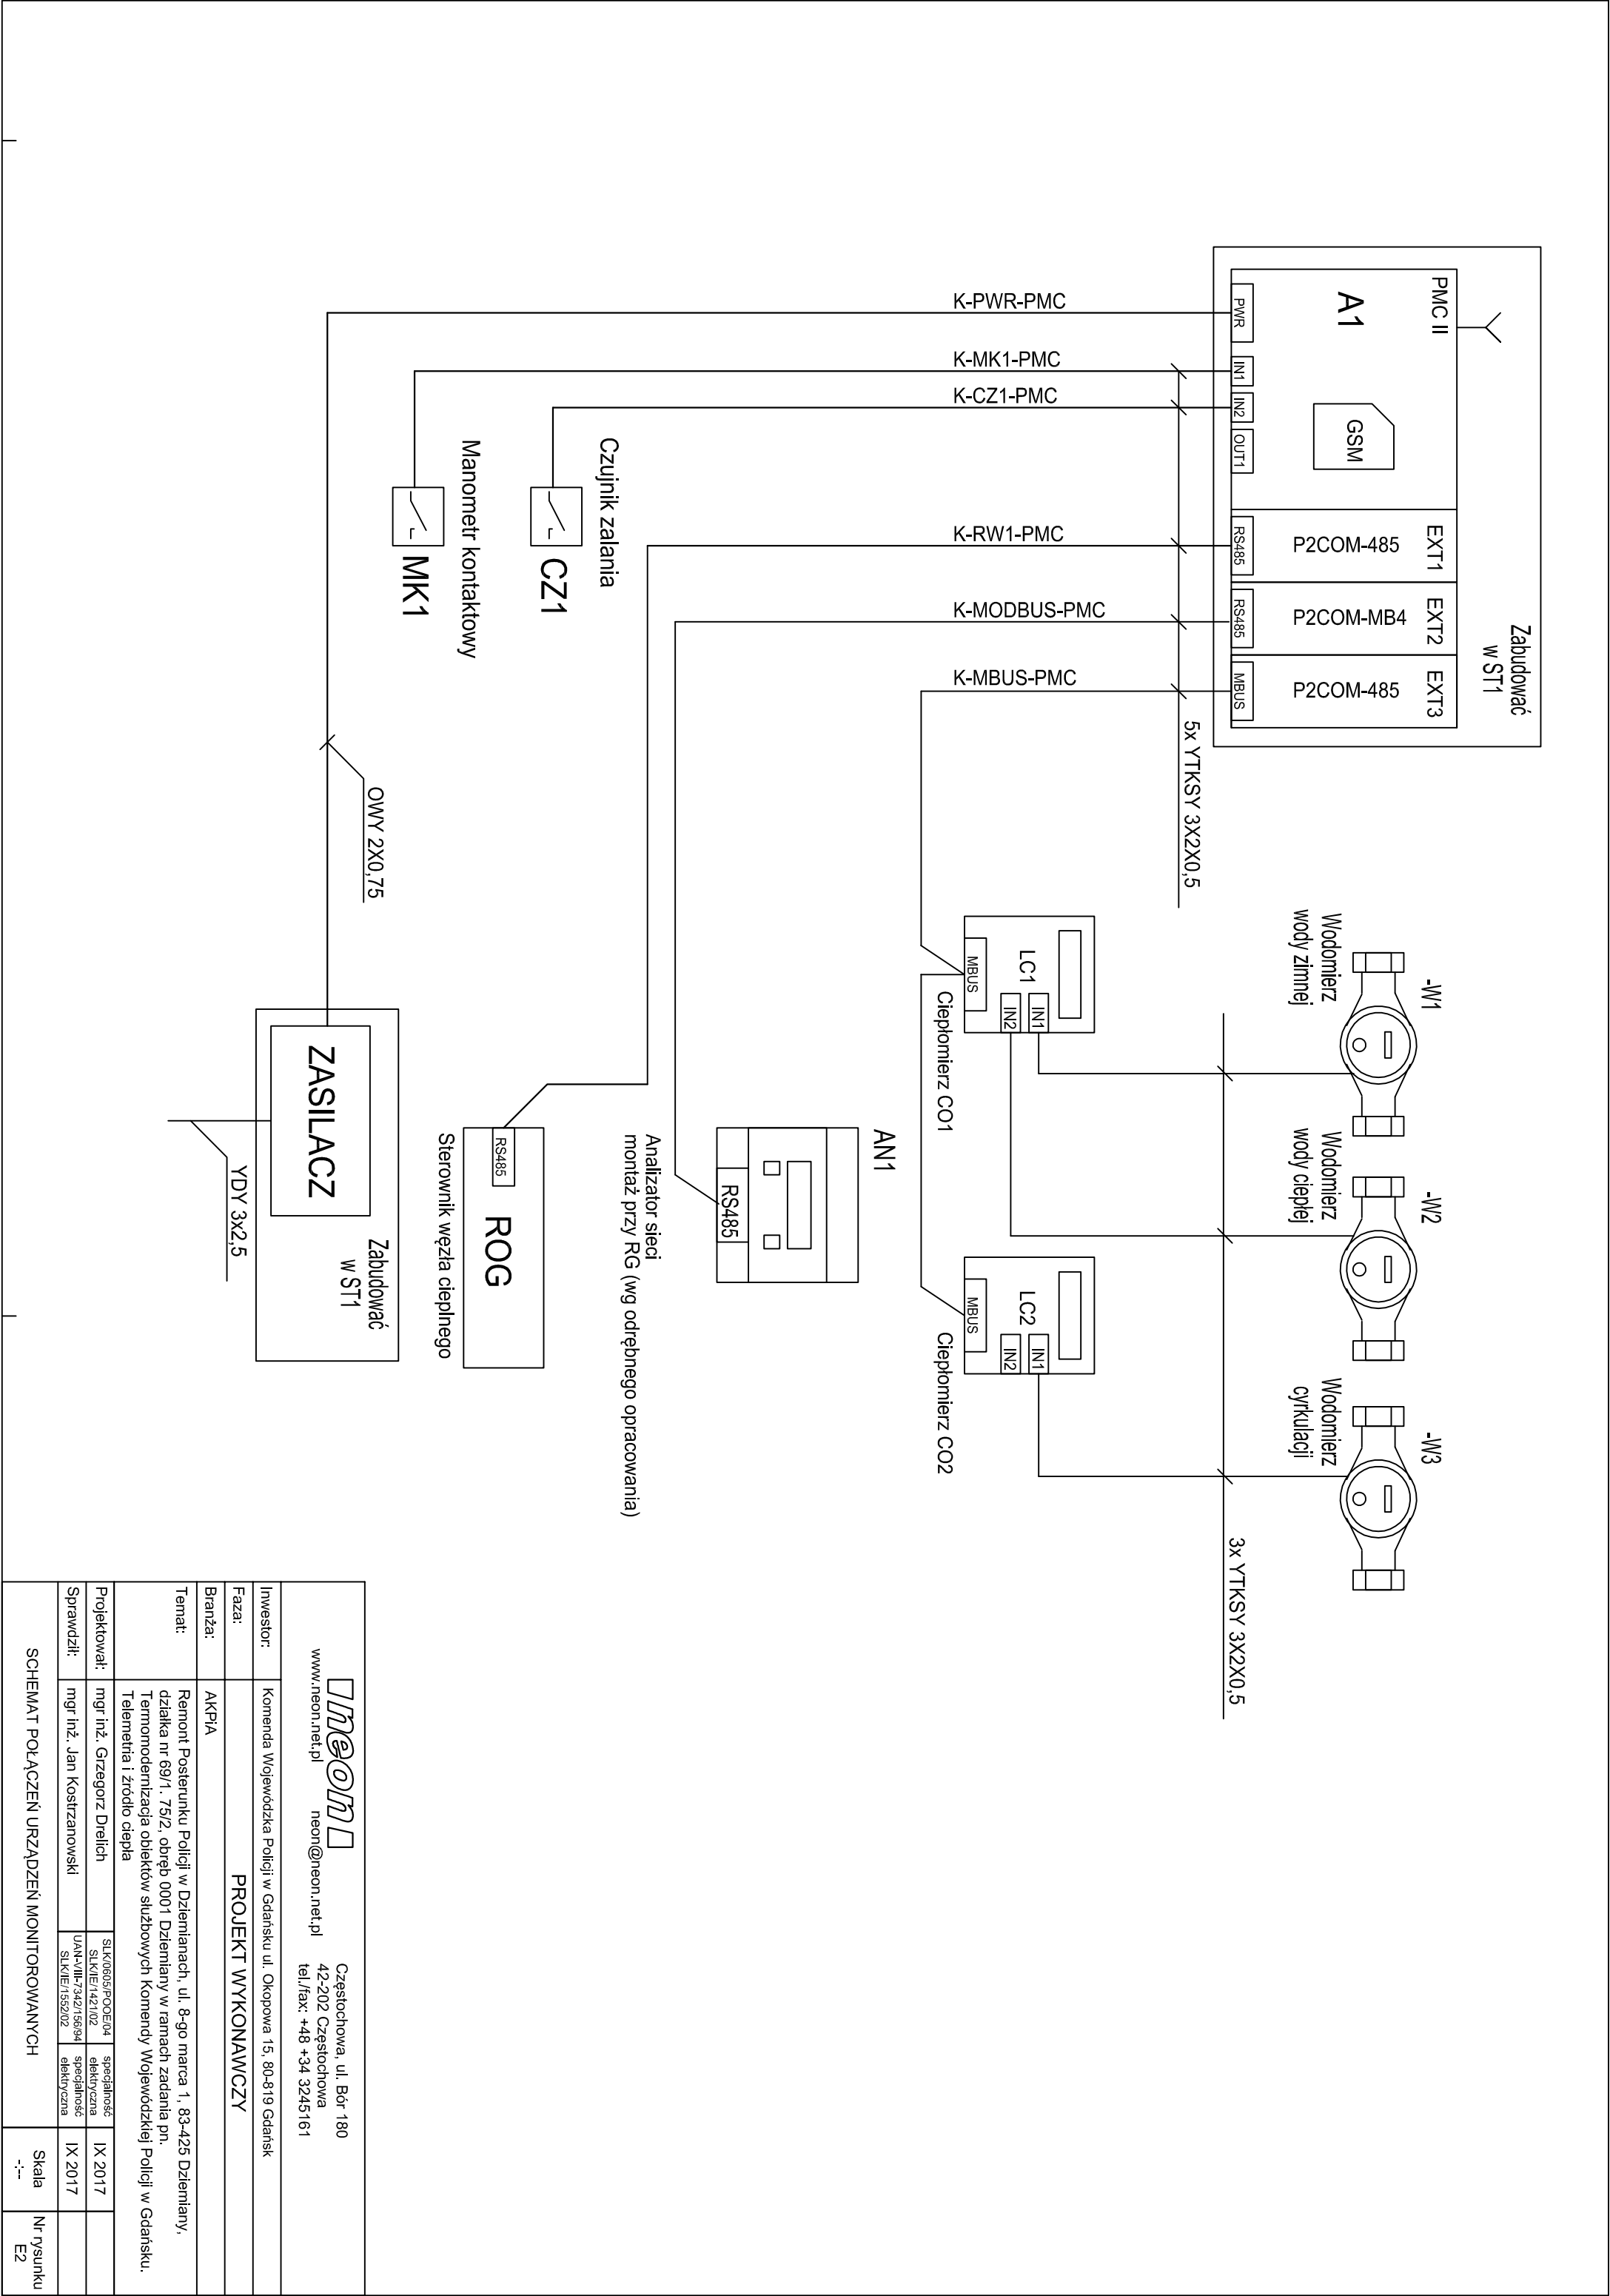 Zabudować
w ST1
PMC II
A1
GSM
EXT1
EXT2
EXT3
P2COM-485
P2COM-MB4
P2COM-485
PWR
IN1
IN2
OUT1
RS485
RS485
MBUS
5x YTKSY 3X2X0,5
K-PWR-PMC
K-MK1-PMC
K-CZ1-PMC
K-RW1-PMC
K-MODBUS-PMC
K-MBUS-PMC
-W1
-W2
-W3
Wodomierz
wody zimnej
Wodomierz
wody ciepłej
Wodomierz
cyrkulacji
3x YTKSY 3X2X0,5
LC1
IN1
IN2
MBUS
Ciepłomierz CO1
LC2
IN1
IN2
MBUS
Ciepłomierz CO2
AN1
RS485
Analizator sieci
montaż przy RG (wg odrębnego opracowania)
Czujnik zalania
CZ1
Manometr kontaktowy
MK1
RS485
ROG
Sterownik węzła cieplnego
OWY 2X0,75
Zabudować
w ST1
ZASILACZ
YDY 3x2,5
neon
www.neon.net.pl neon@neon.net.pl
Częstochowa, ul. Bór 180
42-202 Częstochowa
tel./fax: +48 +34 3245161
Inwestor: Komenda Wojewódzka Policji w Gdańsku ul. Okopowa 15, 80-819 Gdańsk
Faza: PROJEKT WYKONAWCZY
Branża: AKPiA
Temat: Remont Posterunku Policji w Dziemianach, ul. 8-go marca 1, 83-425 Dziemiany,
działka nr 69/1. 75/2, obręb 0001 Dziemiany w ramach zadania pn.
Termomodernizacja obiektów służbowych Komendy Wojewódzkiej Policji w Gdańsku.
Telemetria i źródło ciepła
Projektował: mgr inż. Grzegorz Drelich SLK/0605/POOE/04 specjalność IX 2017
SLK/IE/1421/02 elektryczna
Sprawdził: mgr inż. Jan Kostrzanowski UAN-VIII-7342/156/94 specjalność IX 2017
SLK/IE/1552/02 elektryczna
SCHEMAT POŁĄCZEŃ URZĄDZEŃ MONITOROWANYCH
Skala
-:--
Nr rysunku
E2